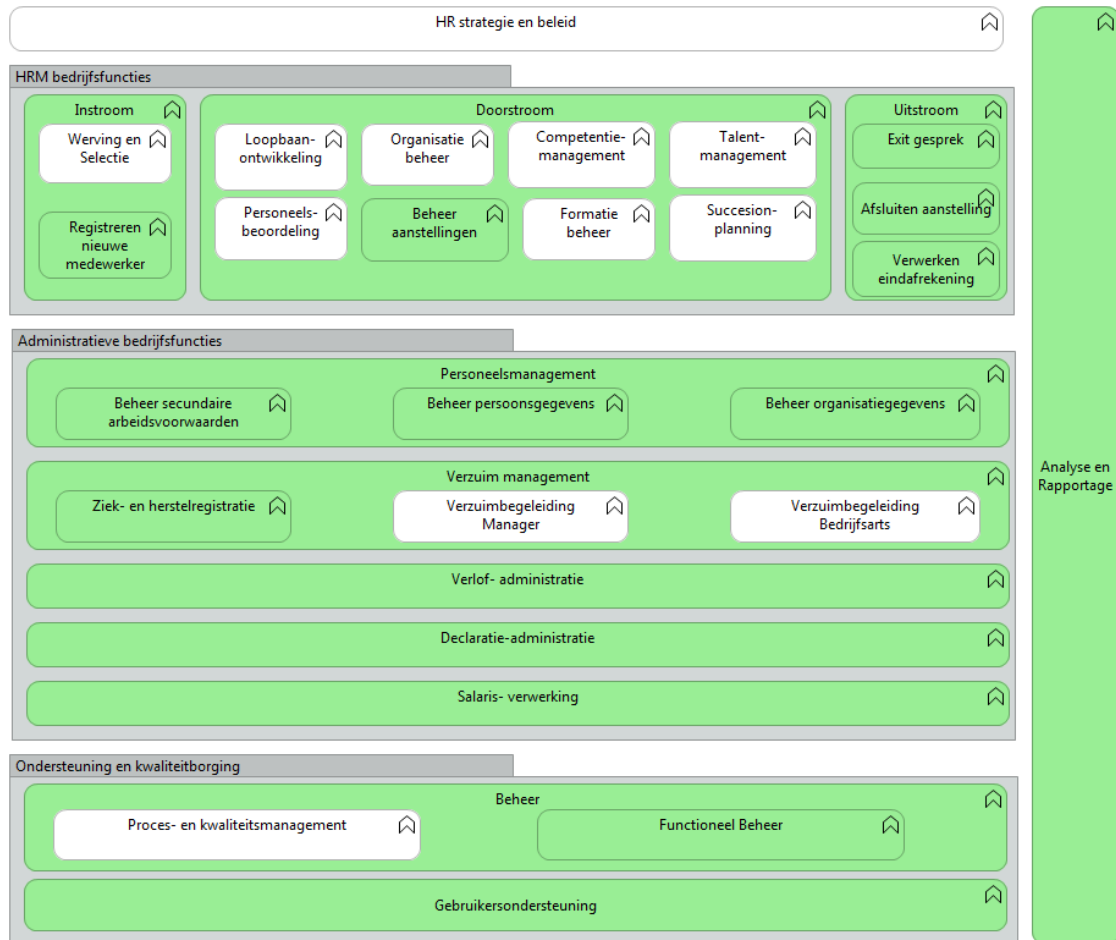 HR strategie en beleid
HRM bedrijfsfuncties
Instroom
Werving en
Selectie
Registreren
nieuwe
medewerker
Doorstroom
Loopbaan-
ontwikkeling
Organisatie
beheer
Competentie-
management
Talent-
management
Personeels-
beoordeling
Beheer
aanstellingen
Formatie
beheer
Succesion-
planning
Uitstroom
Exit gesprek
Afsluiten aanstelling
Verwerken
eindafrekening
Administratieve bedrijfsfuncties
Personeelsmanagement
Beheer secundaire
arbeidsvoorwaarden
Beheer persoonsgegevens
Beheer organisatiegegevens
Verzuim management
Ziek- en herstelregistratie
Verzuimbegeleiding
Manager
Verzuimbegeleiding
Bedrijfsarts
Verlof- administratie
Declaratie-administratie
Salaris- verwerking
Ondersteuning en kwaliteitborging
Beheer
Proces- en kwaliteitsmanagement
Functioneel Beheer
Gebruikersondersteuning
Analyse en
Rapportage